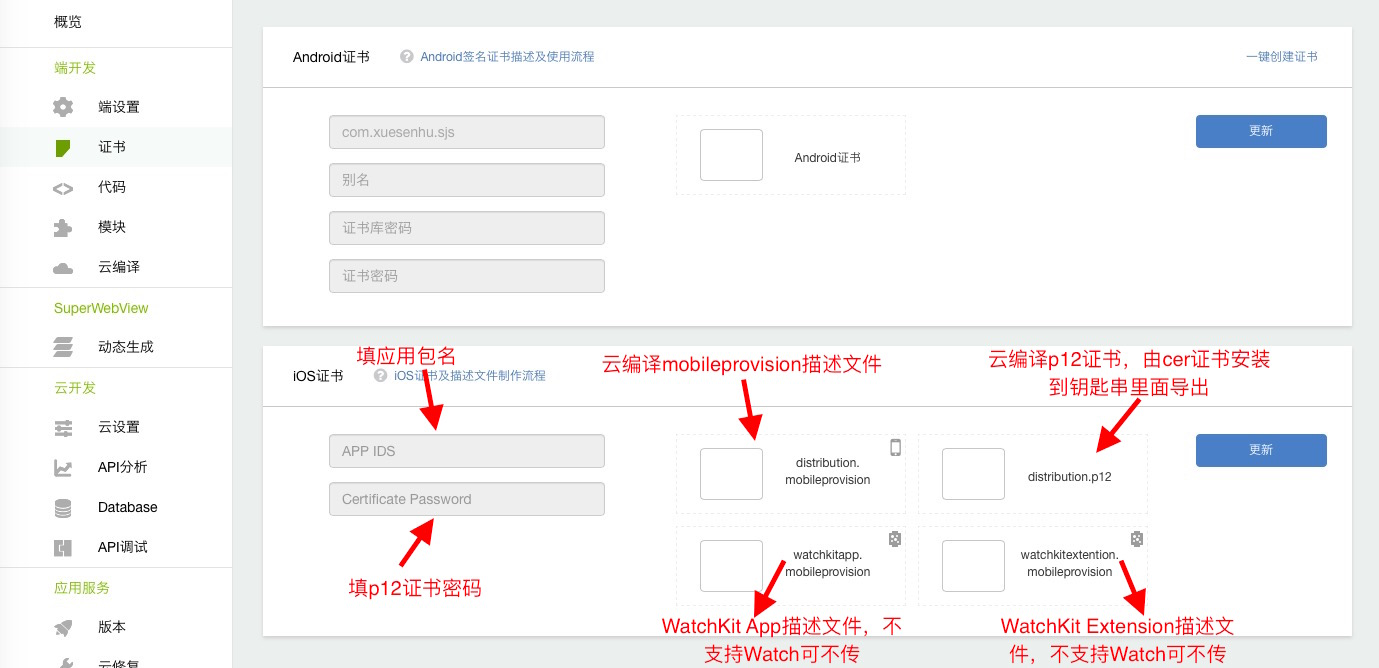 概览
端开发
端设置
证书
代码
模块
云编译
SuperWebView
动态生成
云开发
云设置
API分析
Database
API调试
应用服务
版本
云修复
Android证书
Android签名证书描述及使用流程
一键创建证书
com.xuesenhu.sjs
别名
证书库密码
证书密码
Android证书
更新
iOS证书
iOS证书及描述文件制作流程
填应用包名
云编译mobileprovision描述文件
云编译p12证书，由cer证书安装
到钥匙串里面导出
APP IDS
Certificate Password
填p12证书密码
distribution.
mobileprovision
distribution.p12
更新
watchkitapp.
mobileprovision
watchkitextention.
mobileprovision
WatchKit App描述文件，不
支持Watch可不传
WatchKit Extension描述文
件，不支持Watch可不传